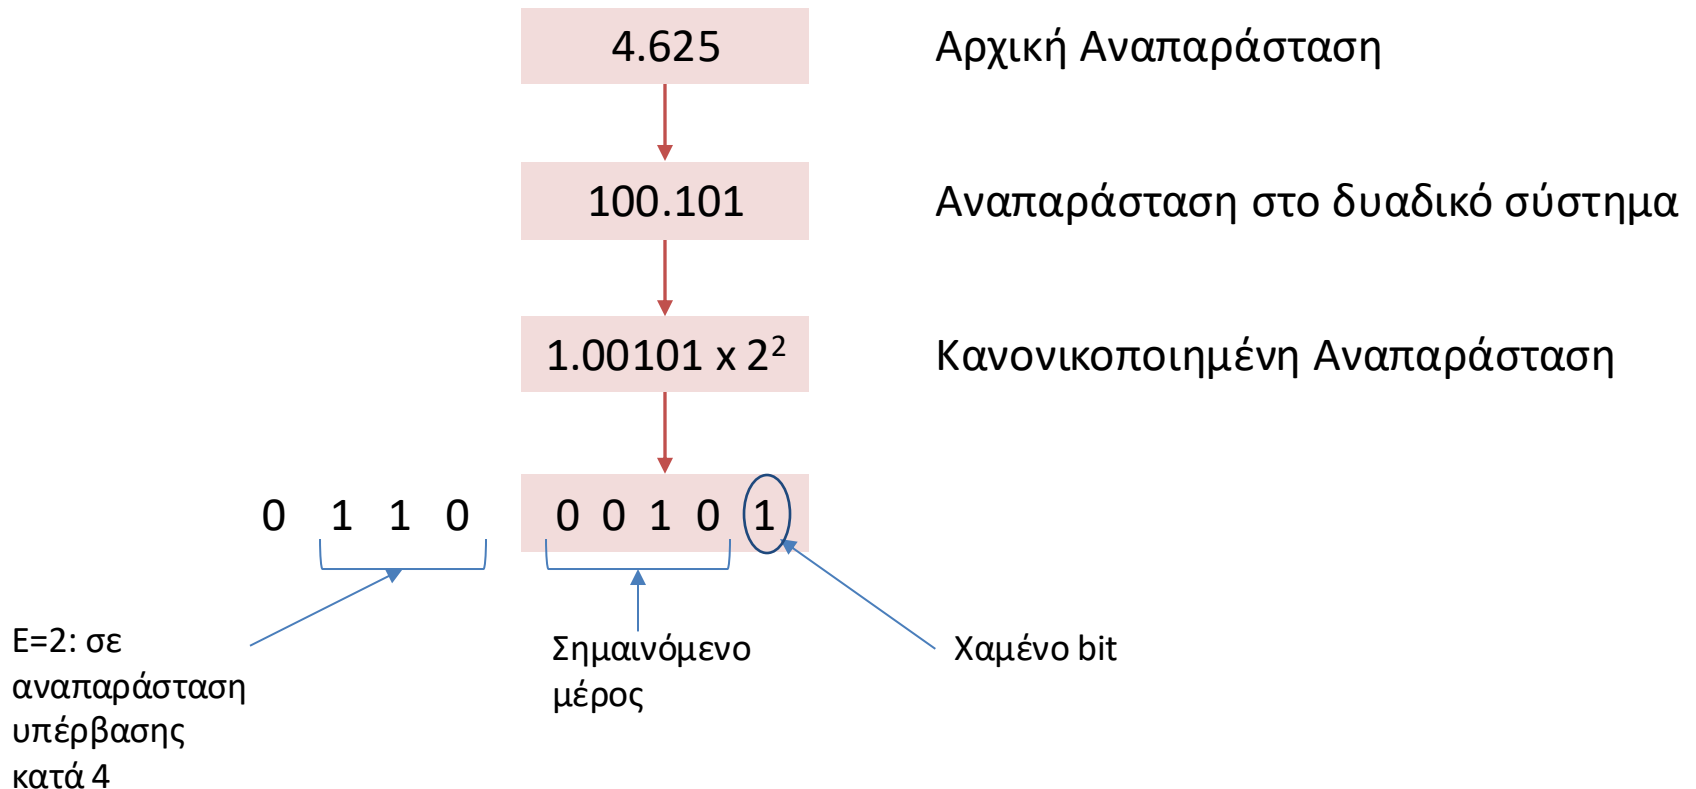 4.625 Αρχική Αναπαράσταση
100.101 Αναπαράσταση στο δυαδικό σύστημα
1.00101 x 2² Κανονικοποιημένη Αναπαράσταση
0 1 1 0 0 0 1 0 1
E=2: σε
αναπαράσταση
υπέρβασης
κατά 4
Σημαινόμενο
μέρος
Χαμένο bit